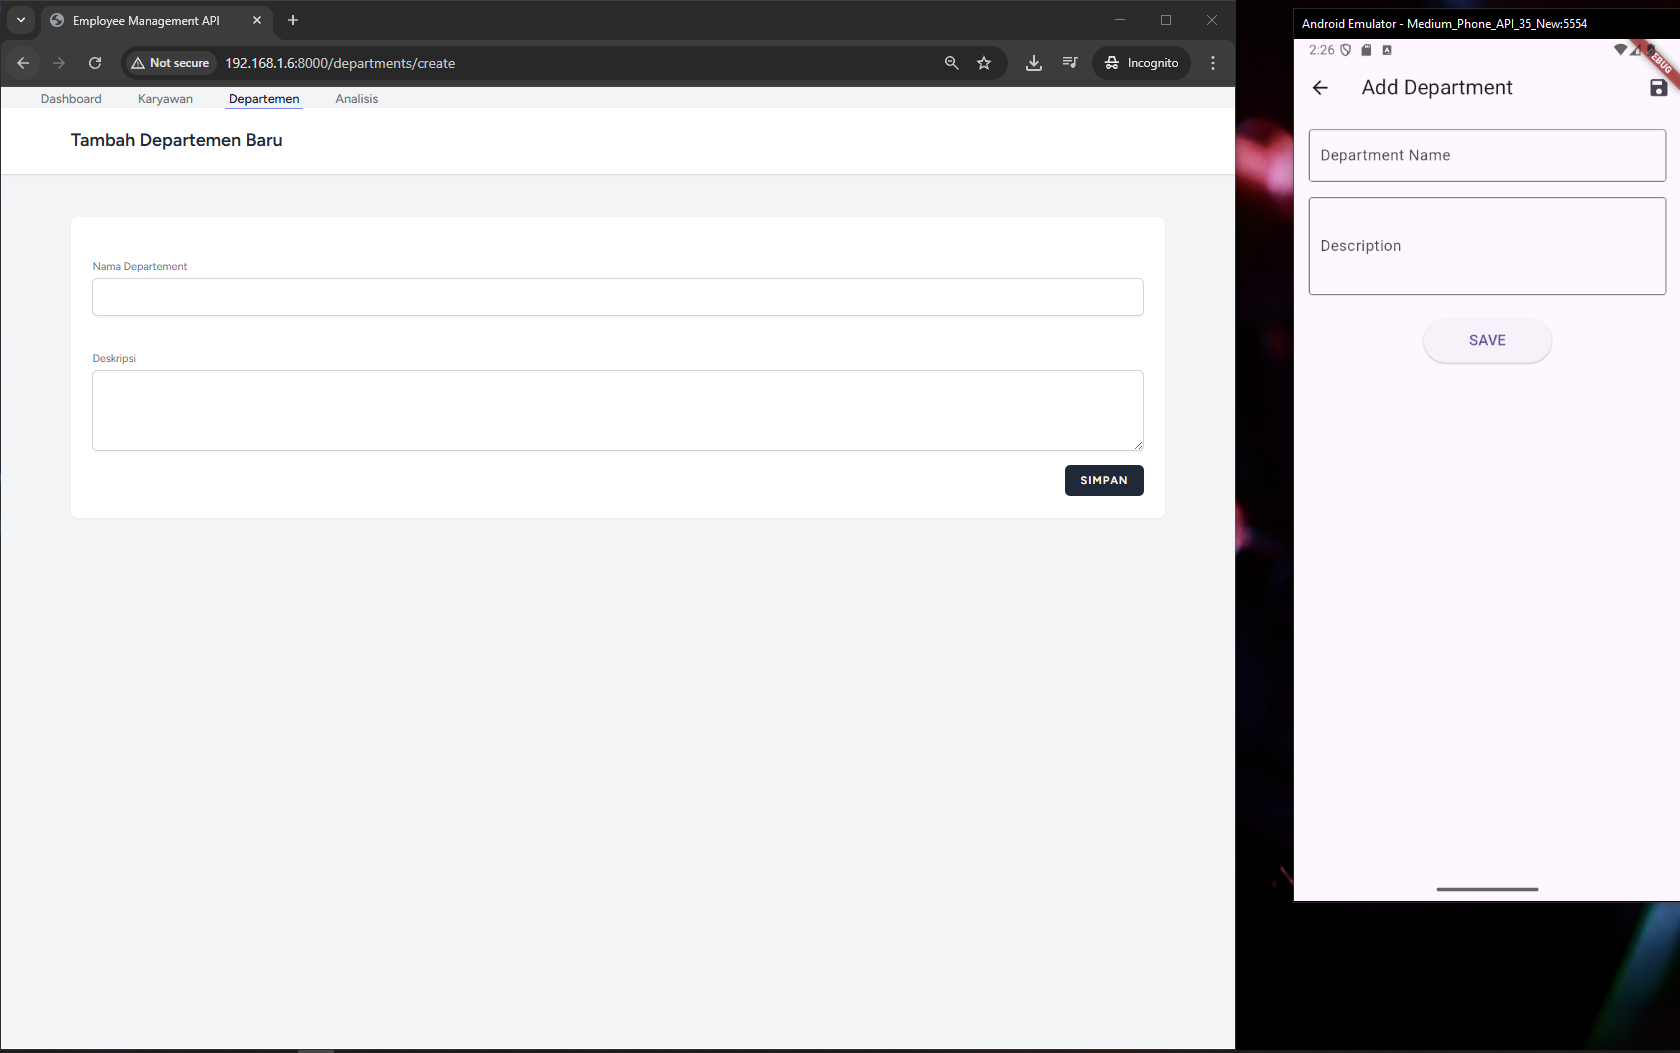 Employee Management API
Not secure
192.168.1.6:8000/departments/create
Incognito
Dashboard
Karyawan
Departemen
Analisis
Tambah Departemen Baru
Nama Departement
Deskripsi
SIMPAN
Android Emulator - Medium_Phone_API_35_New:5554
2:26
DEBUG
Add Department
Department Name
Description
SAVE